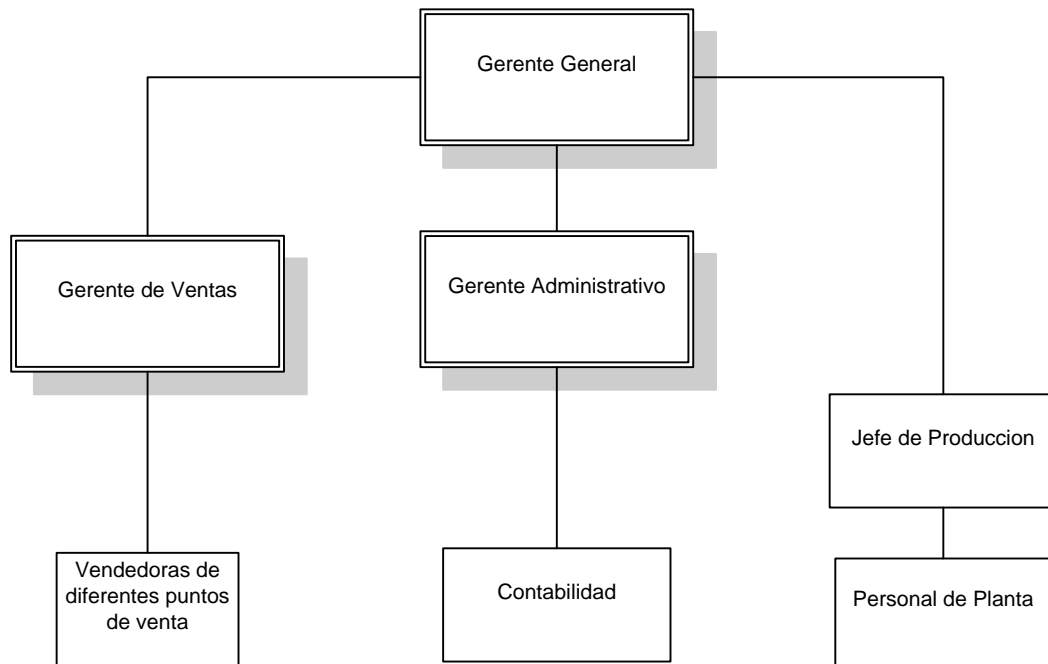 Gerente General
Gerente de Ventas
Gerente Administrativo
Jefe de Produccion
Vendedoras de
diferentes puntos
de venta
Contabilidad
Personal de Planta